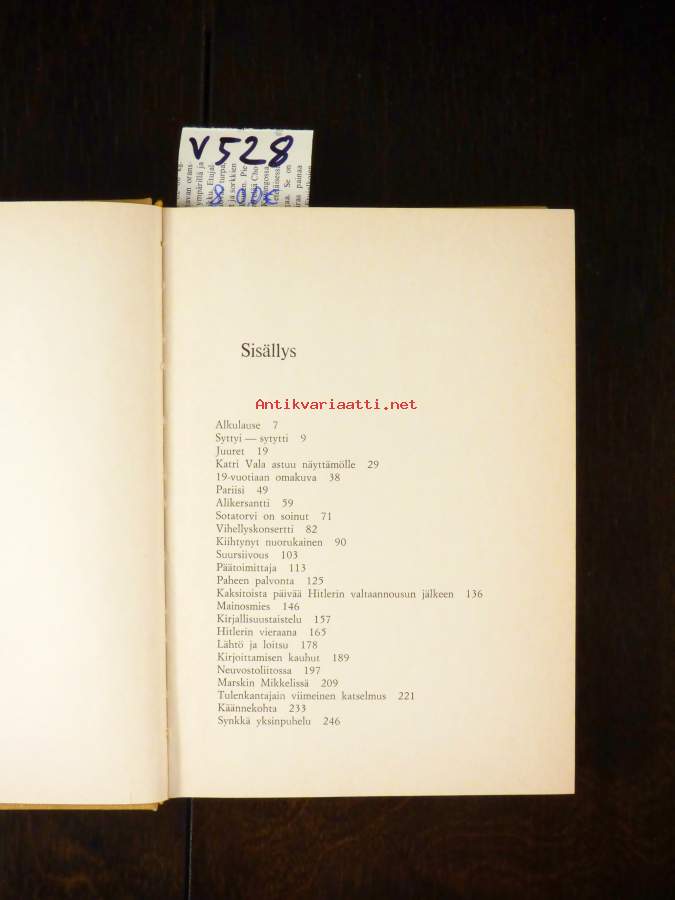 V528
8,00€
Sisällys
Antikvariaatti.net
Alkulause 7
Syttyi — sytytti 9
Juuret 19
Katri Vala astuu näyttämölle 29
19-vuotiaan omakuva 38
Pariisi 49
Alikersantti 59
Sotatorvi on soinut 71
Vihellyskonsertti 82
Kiihtynyt nuorukainen 90
Suursiivous 103
Päätoimittaja 113
Paheen palvonta 125
Kaksitoista päivää Hitlerin valtaannousun jälkeen 136
Mainosmies 146
Kirjallisuustaistelu 157
Hitlerin vieraana 165
Lähtö ja loitsu 178
Kirjoittamisen kauhut 189
Neuvostoliitossa 197
Marskin Mikkelissä 209
Tulenkantajain viimeinen katselmus 221
Käännekohta 233
Synkkä yksinpuhelu 246